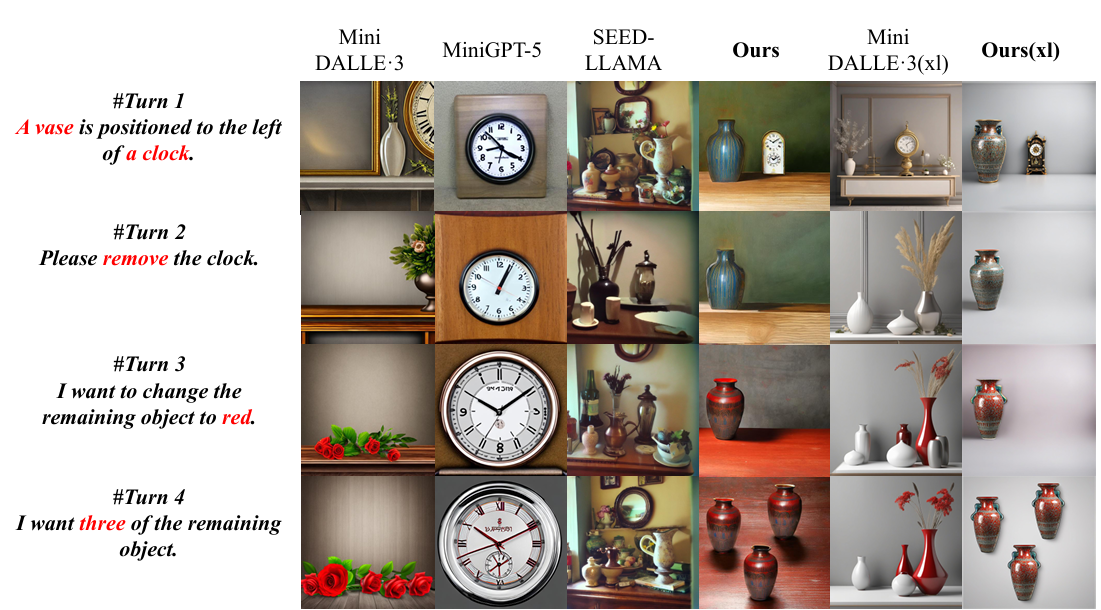 Mini
DALLE·3
MiniGPT-5
SEED-
LLAMA
Ours
Mini
DALLE·3(xl)
Ours(xl)
#Turn 1
A vase is positioned to the left
of a clock.
#Turn 2
Please remove the clock.
#Turn 3
I want to change the
remaining object to red.
#Turn 4
I want three of the remaining
object.